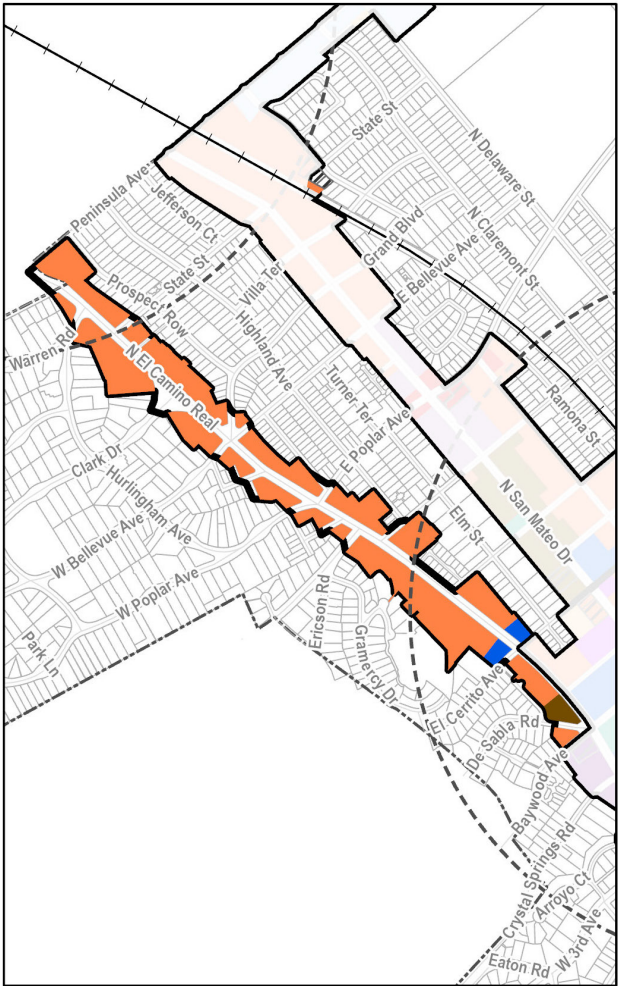 State St
N Delaware St
Peninsula Ave
Jefferson Ct
N Claremont St
Grand Blvd
State St
Villa Ter
E Bellevue Ave
Prospect Row
Warren Rd
N El Camino Real
Highland Ave
Turner Ter
Ramona St
E Poplar Ave
Clark Dr
Hurlingham Ave
N San Mateo Dr
Elm St
W Bellevue Ave
W Poplar Ave
Ericson Rd
Park Ln
Gramercy Dr
El Cerrito Ave
De Sabla Rd
Baywood Ave
Crystal Springs Rd
Arroyo Ct
W 3rd Ave
Eaton Rd